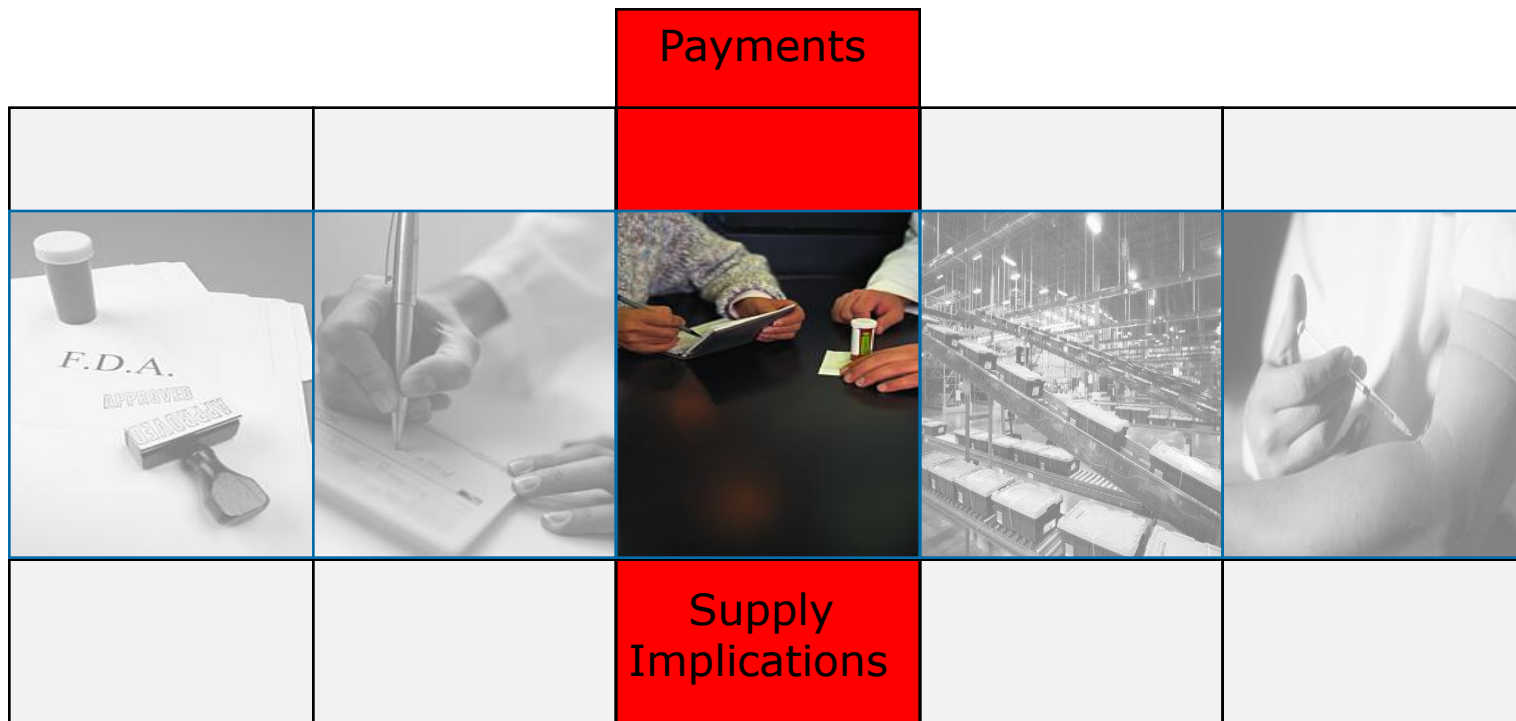 Payments
F.D.A.
APPROVED
APPROVED
Supply
Implications